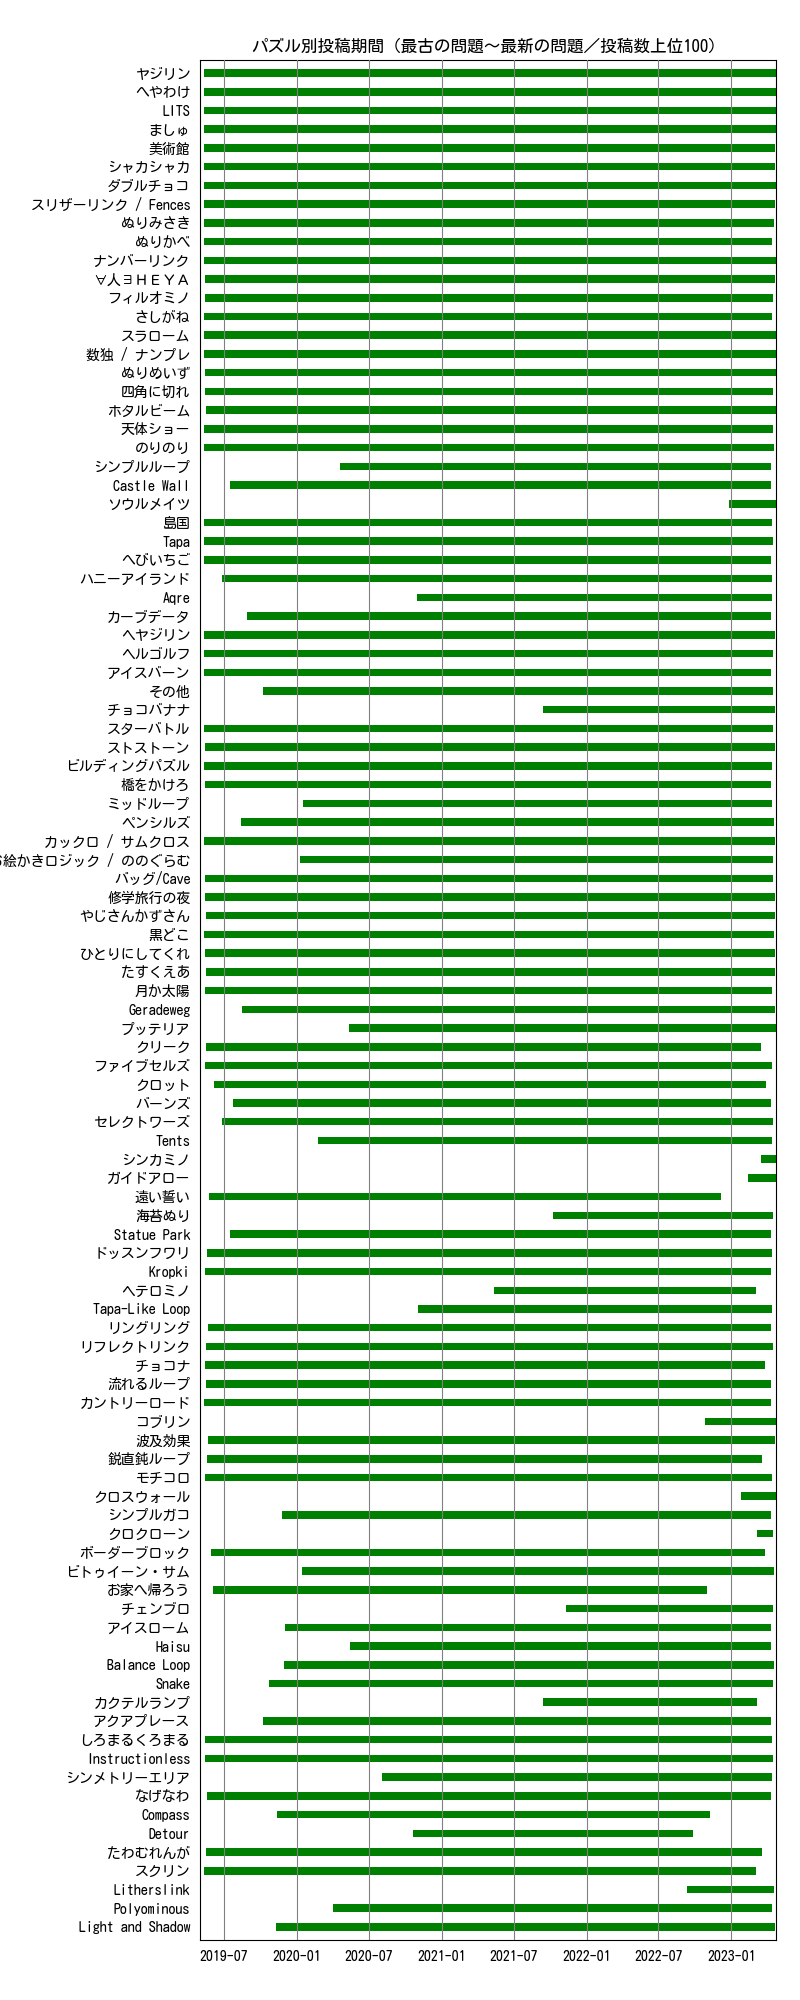 パズル別投稿期間（最古の問題～最新の問題／投稿数上位100）
ヤジリン
へやわけ
LITS
ましゅ
美術館
シャカシャカ
ダブルチョコ
スリザーリンク / Fences
ぬりみさき
ぬりかべ
ナンバーリンク
∀人∃ＨＥＹＡ
フィルオミノ
さしがね
スラローム
数独 / ナンプレ
ぬりめいず
四角に切れ
ホタルビーム
天体ショー
のりのり
シンプルループ
Castle Wall
ソウルメイツ
島国
Tapa
へびいちご
ハニーアイランド
Aqre
カーブデータ
ヘヤジリン
ヘルゴルフ
アイスバーン
その他
チョコバナナ
スターバトル
ストストーン
ビルディングパズル
橋をかけろ
ミッドループ
ペンシルズ
カックロ / サムクロス
絵かきロジック / ののぐらむ
バッグ/Cave
修学旅行の夜
やじさんかずさん
黒どこ
ひとりにしてくれ
たすくえあ
月か太陽
Geradeweg
プッテリア
クリーク
ファイブセルズ
クロット
バーンズ
セレクトワーズ
Tents
シンカミノ
ガイドアロー
遠い誓い
海苔ぬり
Statue Park
ドッスンフワリ
Kropki
ヘテロミノ
Tapa-Like Loop
リングリング
リフレクトリンク
チョコナ
流れるループ
カントリーロード
コブリン
波及効果
鋭直鈍ループ
モチコロ
クロスウォール
シンプルガコ
クロクローン
ボーダーブロック
ビトゥイーン・サム
お家へ帰ろう
チェンブロ
アイスローム
Haisu
Balance Loop
Snake
カクテルランプ
アクアプレース
しろまるくろまる
Instructionless
シンメトリーエリア
なげなわ
Compass
Detour
たわむれんが
スクリン
Litherslink
Polyominous
Light and Shadow
2019-07 2020-01 2020-07 2021-01 2021-07 2022-01 2022-07 2023-01